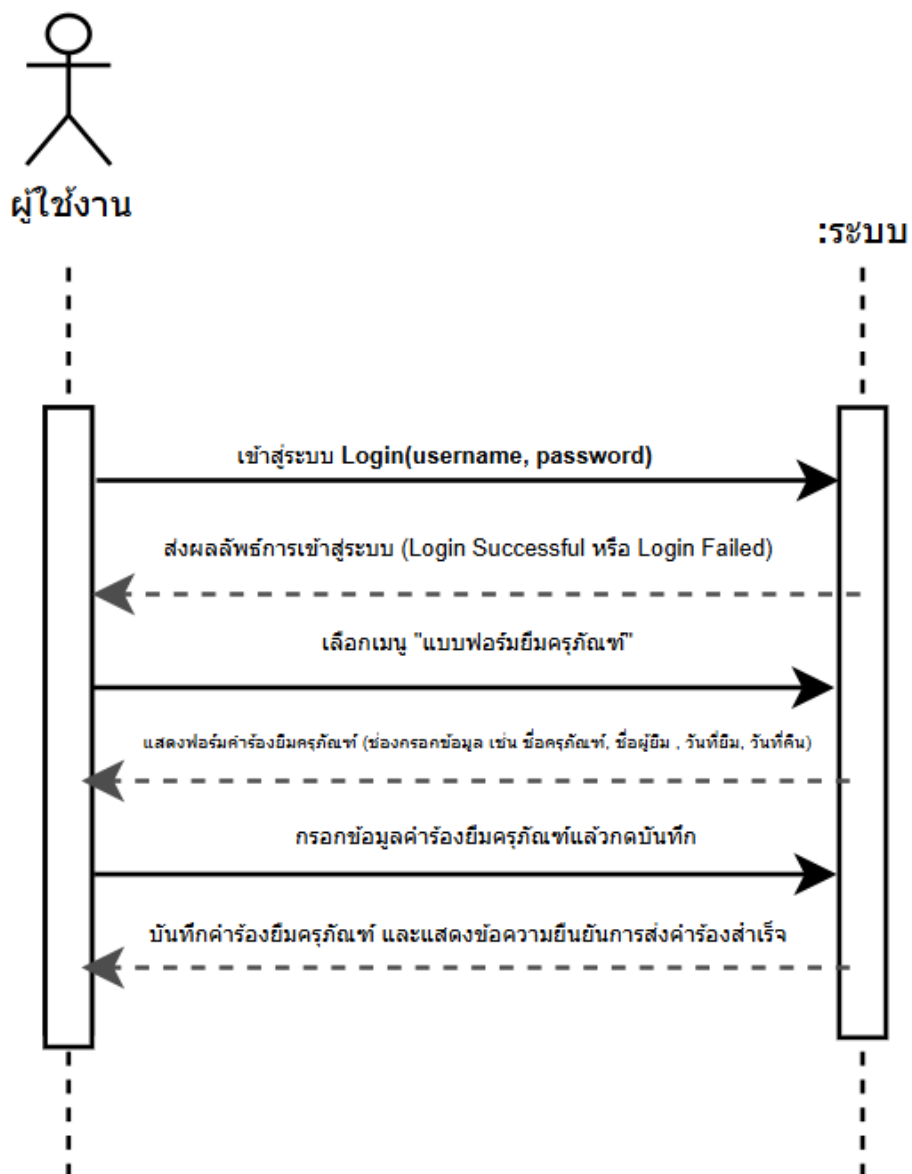 ผู้ใช้งาน
:ระบบ
เข้าสู่ระบบ Login(username, password)
ส่งผลลัพธ์การเข้าสู่ระบบ (Login Successful หรือ Login Failed)
เลือกเมนู "แบบฟอร์มยืมครุภัณฑ์"
แสดงฟอร์มคำร้องยืมครุภัณฑ์ (ช่องกรอกข้อมูล เช่น ชื่อครุภัณฑ์, ชื่อผู้ยืม , วันที่ยืม, วันที่คืน)
กรอกข้อมูลคำร้องยืมครุภัณฑ์แล้วกดบันทึก
บันทึกคำร้องยืมครุภัณฑ์ และแสดงข้อความยืนยันการส่งคำร้องสำเร็จ